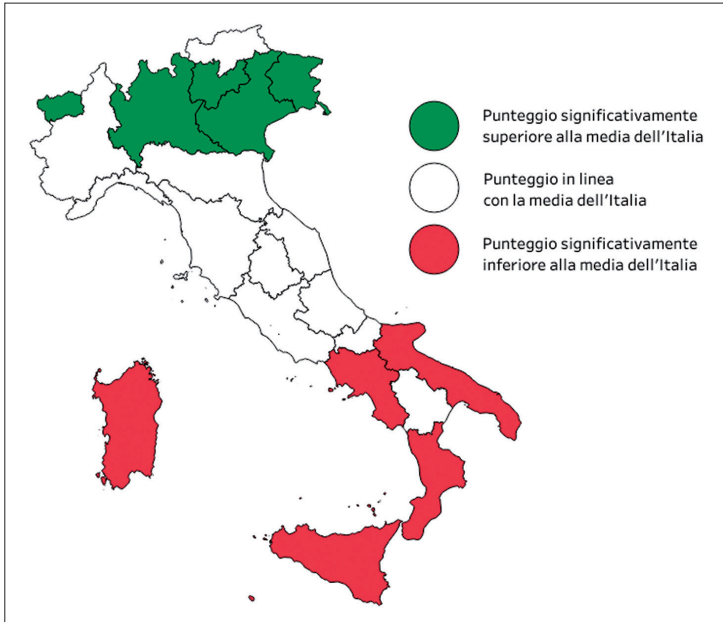 Punteggio significativamente
superiore alla media dell'Italia
Punteggio in linea
con la media dell'Italia
Punteggio significativamente
inferiore alla media dell'Italia